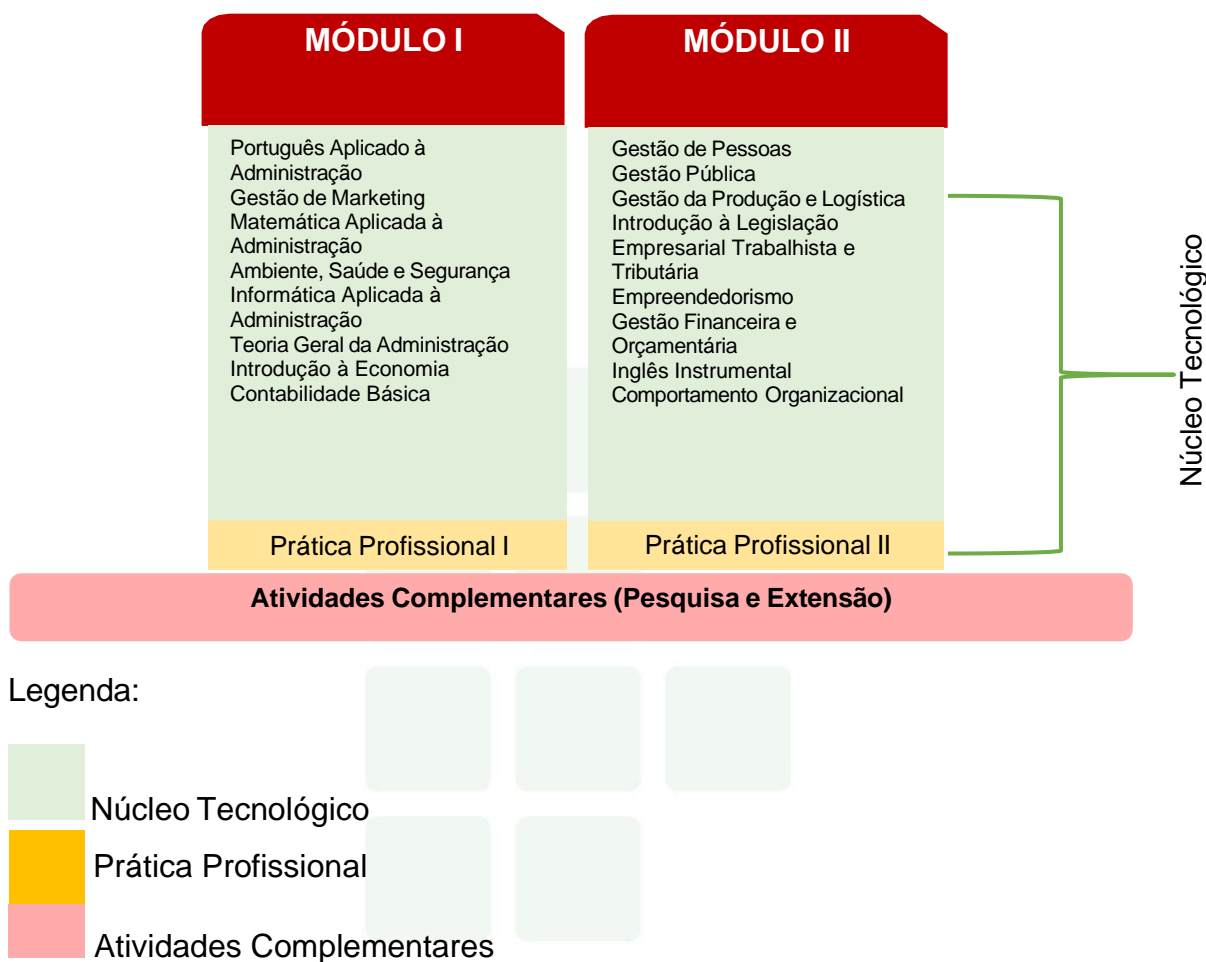 MÓDULO I
Português Aplicado à
Administração
Gestão de Marketing
Matemática Aplicada à
Administração
Ambiente, Saúde e Segurança
Informática Aplicada à
Administração
Teoria Geral da Administração
Introdução à Economia
Contabilidade Básica
Prática Profissional I
MÓDULO II
Gestão de Pessoas
Gestão Pública
Gestão da Produção e Logística
Introdução à Legislação
Empresarial Trabalhista e
Tributária
Empreendedorismo
Gestão Financeira e
Orçamentária
Inglês Instrumental
Comportamento Organizacional
Prática Profissional II
Núcleo Tecnológico
Atividades Complementares (Pesquisa e Extensão)
Legenda:
Núcleo Tecnológico
Prática Profissional
Atividades Complementares